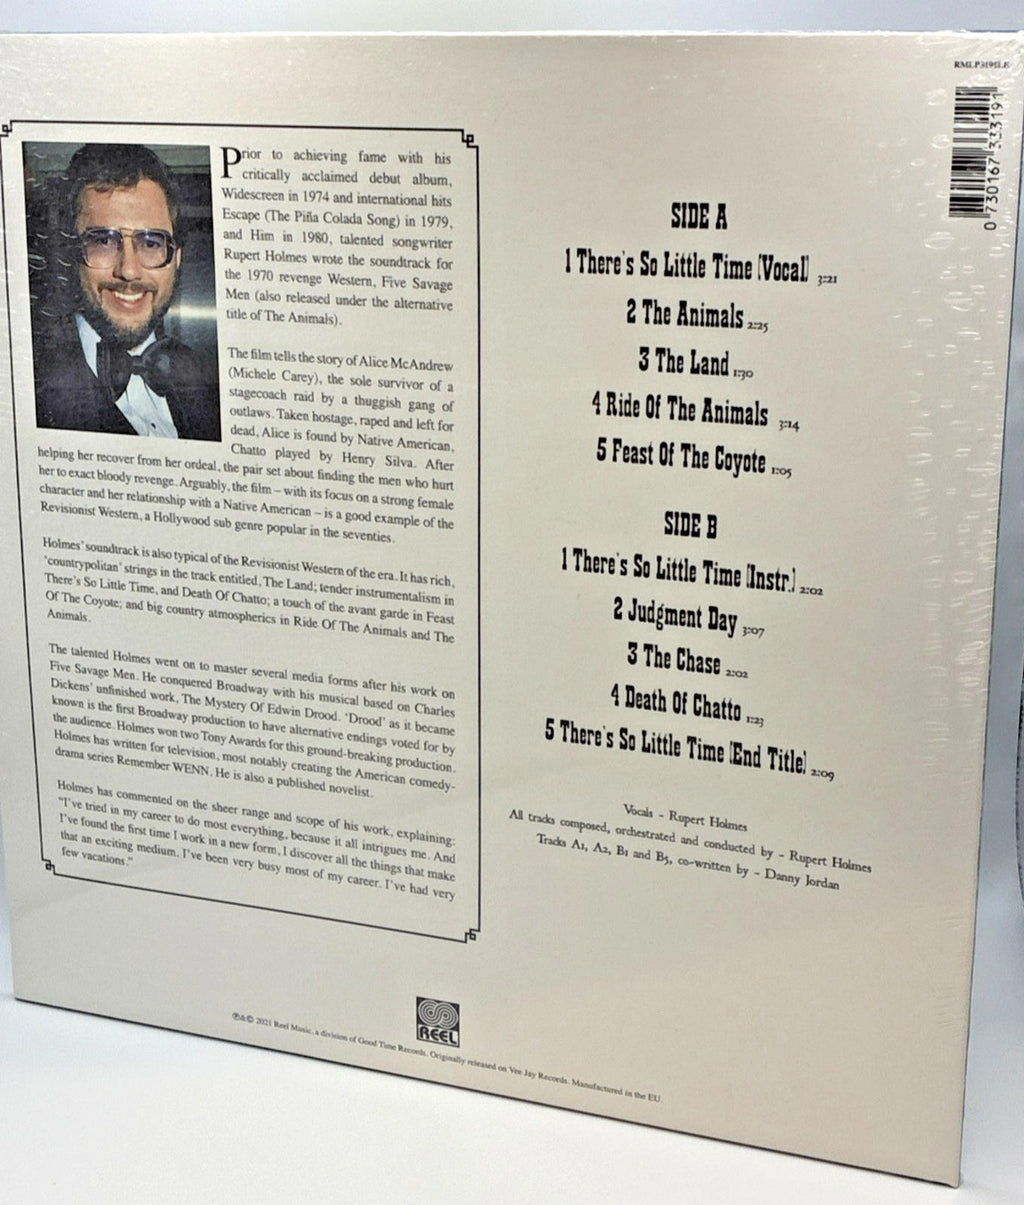 RMLP3191LE
0 730167 333191
Prior to achieving fame with his
critically acclaimed debut album,
Widescreen in 1974 and international hits
Escape (The Piña Colada Song) in 1979,
and Him in 1980, talented songwriter
Rupert Holmes wrote the soundtrack for
the 1970 revenge Western, Five Savage
Men (also released under the alternative
title of The Animals).
The film tells the story of Alice McAndrew
(Michele Carey), the sole survivor of a
stagecoach raid by a thuggish gang of
outlaws. Taken hostage, raped and left for
dead, Alice is found by Native American,
Chatto played by Henry Silva. After
helping her recover from her ordeal, the pair set about finding the men who hurt
her to exact bloody revenge. Arguably, the film – with its focus on a strong female
character and her relationship with a Native American – is a good example of the
Revisionist Western, a Hollywood sub genre popular in the seventies.
Holmes' soundtrack is also typical of the Revisionist Western of the era. It has rich,
'countrypolitan' strings in the track entitled, The Land; tender instrumentalism in
There's So Little Time, and Death Of Chatto; a touch of the avant garde in Feast
Of The Coyote; and big country atmospherics in Ride Of The Animals and The
Animals.
The talented Holmes went on to master several media forms after his work on
Five Savage Men. He conquered Broadway with his musical based on Charles
Dickens' unfinished work, The Mystery Of Edwin Drood. 'Drood' as it became
known is the first Broadway production to have alternative endings voted for by
the audience. Holmes won two Tony Awards for this ground-breaking production.
Holmes has written for television, most notably creating the American comedy-
drama series Remember WENN. He is also a published novelist.
Holmes has commented on the sheer range and scope of his work, explaining:
"I've tried in my career to do most everything, because it all intrigues me. And
I've found the first time I work in a new form, I discover all the things that make
that an exciting medium. I've been very busy most of my career. I've had very
few vacations."
SIDE A
1 There's So Little Time [Vocal] 3:21
2 The Animals 2:25
3 The Land 1:30
4 Ride Of The Animals 3:14
5 Feast Of The Coyote 1:05
SIDE B
1 There's So Little Time [Instr.] 2:02
2 Judgment Day 3:07
3 The Chase 2:02
4 Death Of Chatto 1:23
5 There's So Little Time [End Title] 2:09
Vocals - Rupert Holmes
All tracks composed, orchestrated and conducted by - Rupert Holmes
Tracks A1, A2, B1 and B5, co-written by - Danny Jordan
REEL
℗&© 2021 Reel Music, a division of Good Time Records. Originally released on Vee Jay Records. Manufactured in the EU.